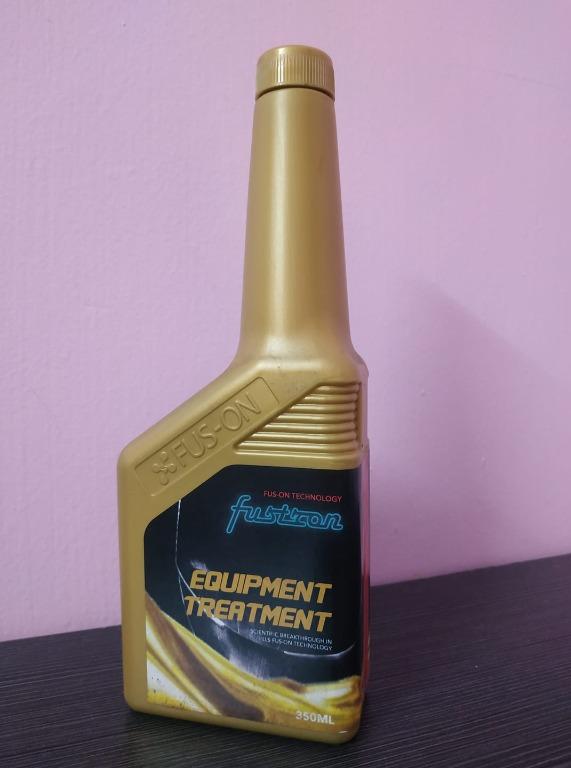 FUS-ON
FUS-ON TECHNOLOGY
fustron
EQUIPMENT
TREATMENT
SCIENTIFIC BREAKTHROUGH IN
FUS-ON TECHNOLOGY
350ML